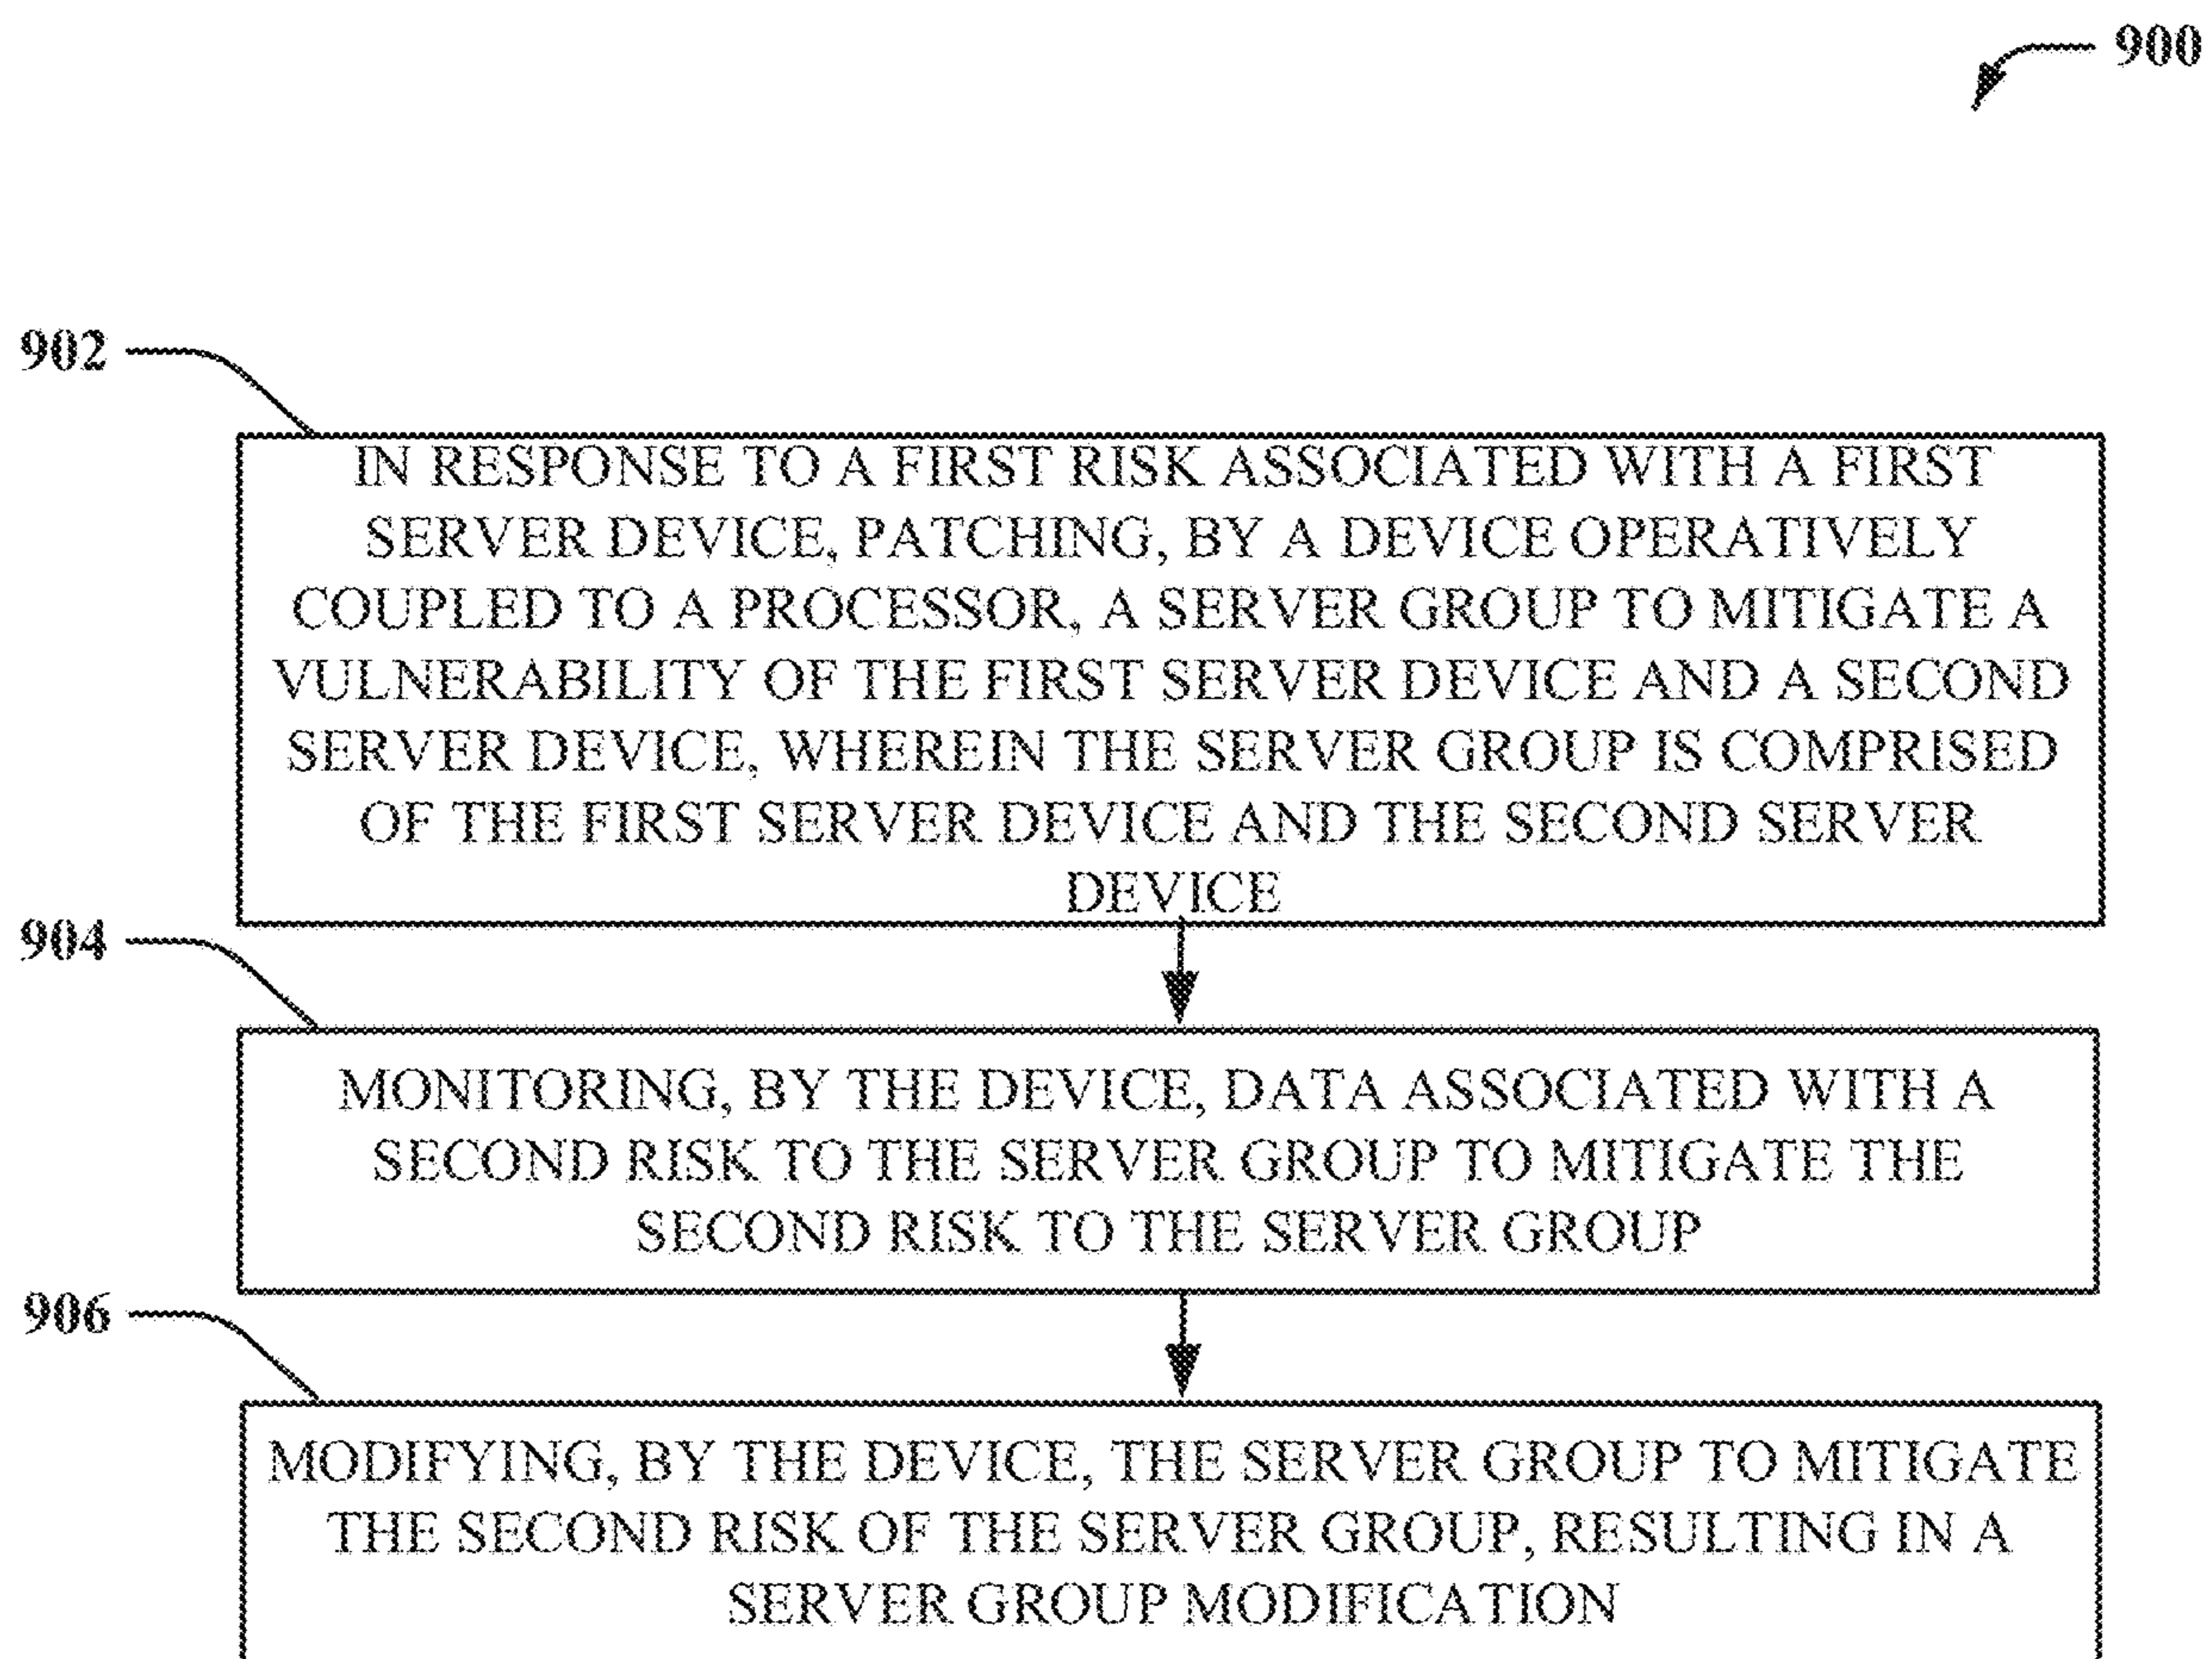 900
902
IN RESPONSE TO A FIRST RISK ASSOCIATED WITH A FIRST
SERVER DEVICE, PATCHING, BY A DEVICE OPERATIVELY
COUPLED TO A PROCESSOR, A SERVER GROUP TO MITIGATE A
VULNERABILITY OF THE FIRST SERVER DEVICE AND A SECOND
SERVER DEVICE, WHEREIN THE SERVER GROUP IS COMPRISED
OF THE FIRST SERVER DEVICE AND THE SECOND SERVER
DEVICE
904
MONITORING, BY THE DEVICE, DATA ASSOCIATED WITH A
SECOND RISK TO THE SERVER GROUP TO MITIGATE THE
SECOND RISK TO THE SERVER GROUP
906
MODIFYING, BY THE DEVICE, THE SERVER GROUP TO MITIGATE
THE SECOND RISK OF THE SERVER GROUP, RESULTING IN A
SERVER GROUP MODIFICATION